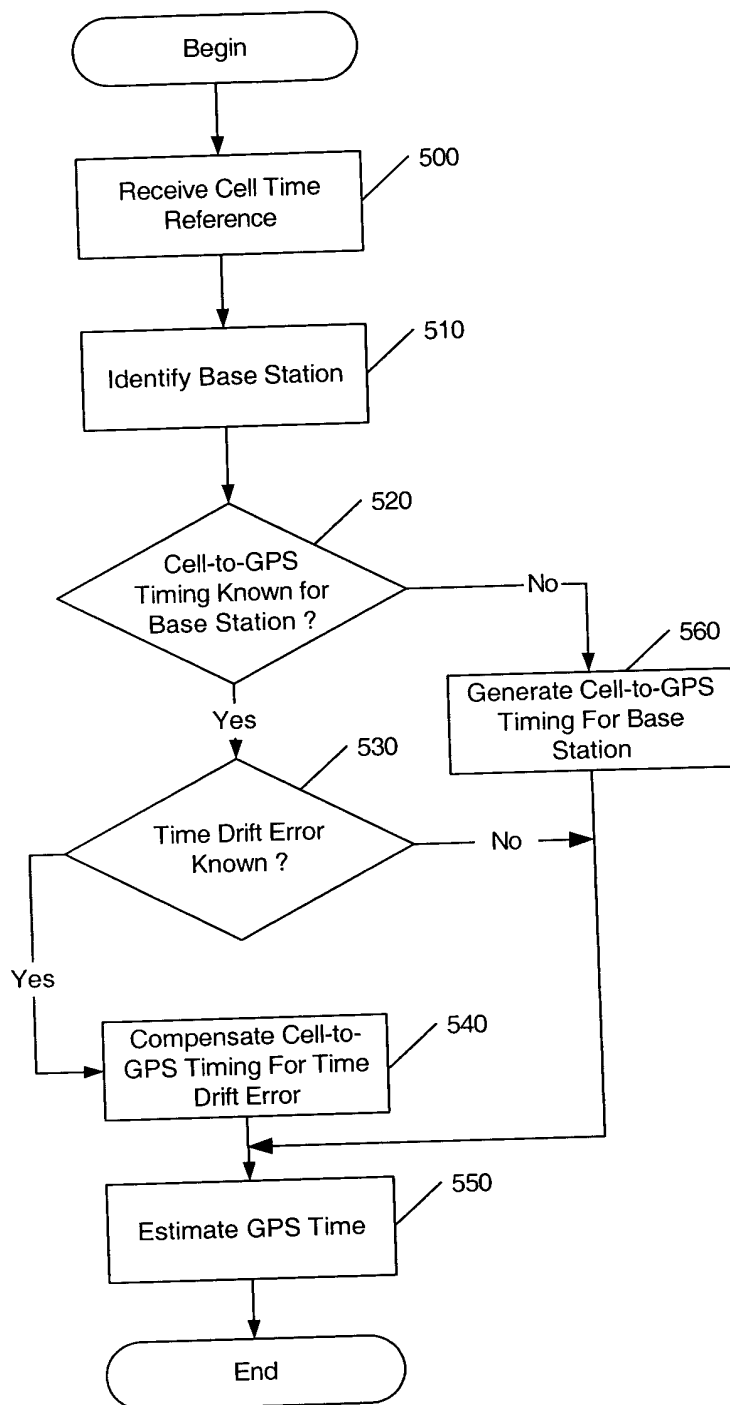 Begin
500
Receive Cell Time
Reference
510
Identify Base Station
520
Cell-to-GPS
Timing Known for
Base Station ?
No
560
Generate Cell-to-GPS
Timing For Base
Station
Yes
530
Time Drift Error
Known ?
No
Yes
540
Compensate Cell-to-
GPS Timing For Time
Drift Error
550
Estimate GPS Time
End